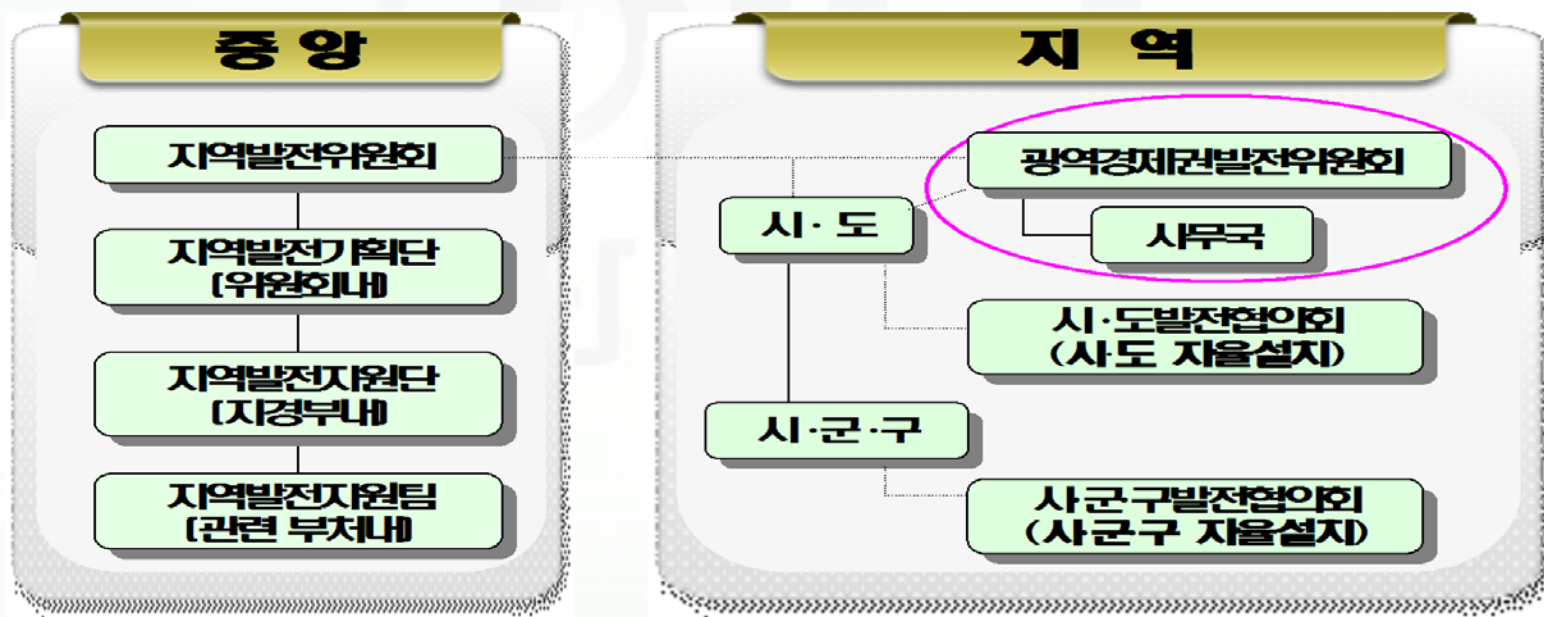 중앙
지역발전위원회
지역발전기획단
(위원회내)
지역발전지원단
(지경부내)
지역발전지원팀
(관련 부처내)
지역
광역경제권발전위원회
사무국
시·도
시·도발전협의회
(시·도 자율설치)
시·군·구
시·군·구발전협의회
(시·군·구 자율설치)